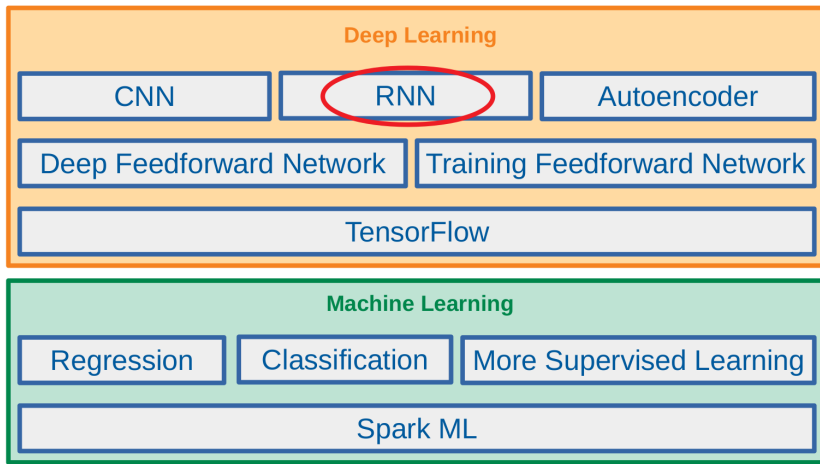 Deep Learning
CNN RNN Autoencoder
Deep Feedforward Network Training Feedforward Network
TensorFlow
Machine Learning
Regression Classification More Supervised Learning
Spark ML